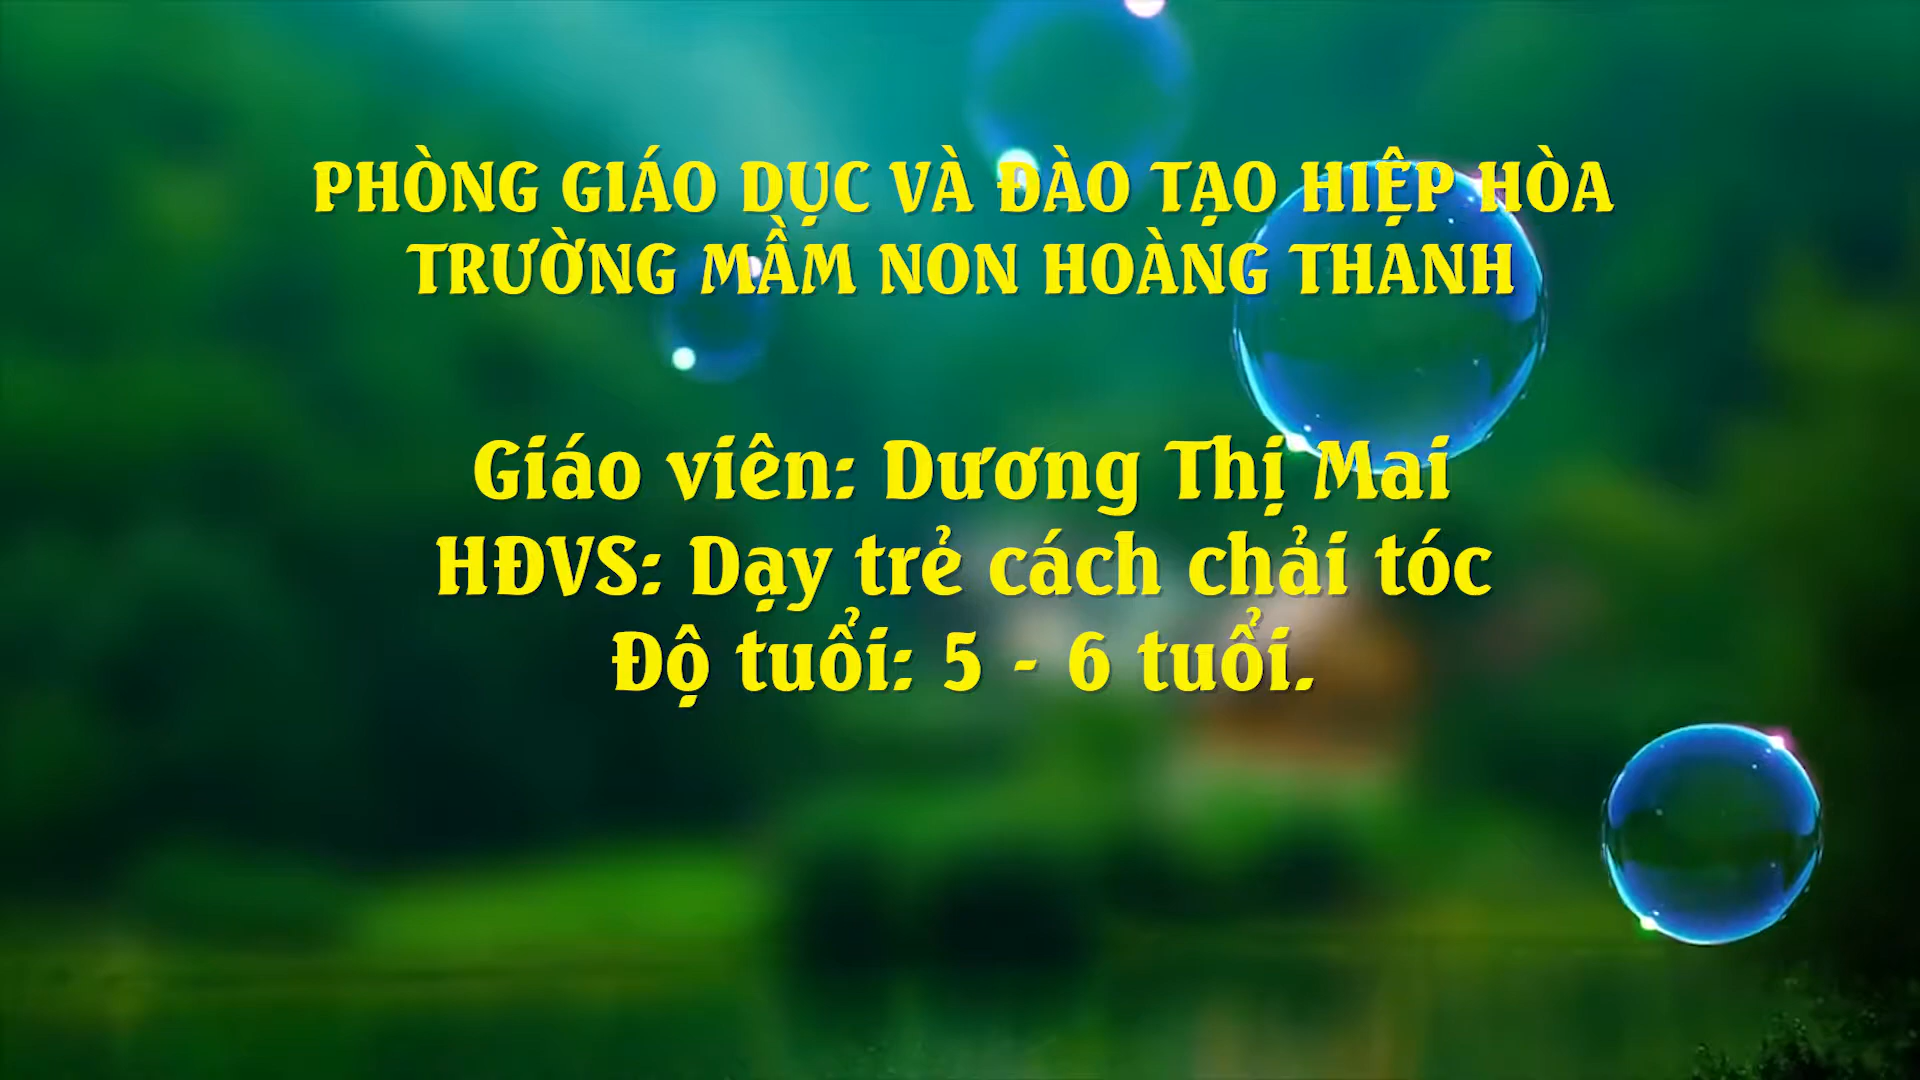 PHÒNG GIÁO DỤC VÀ ĐÀO TẠO HIỆP HÒA
TRƯỜNG MẦM NON HOÀNG THANH
Giáo viên: Dương Thị Mai
HĐVS: Dạy trẻ cách chải tóc
Độ tuổi: 5 - 6 tuổi.